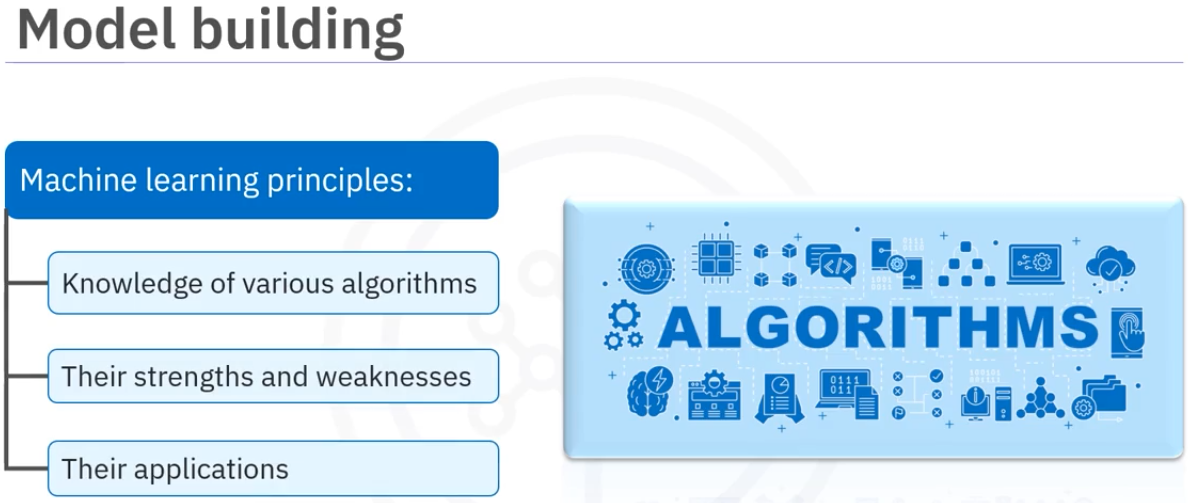 Model building
Machine learning principles:
Knowledge of various algorithms
Their strengths and weaknesses
Their applications
ALGORITHMS